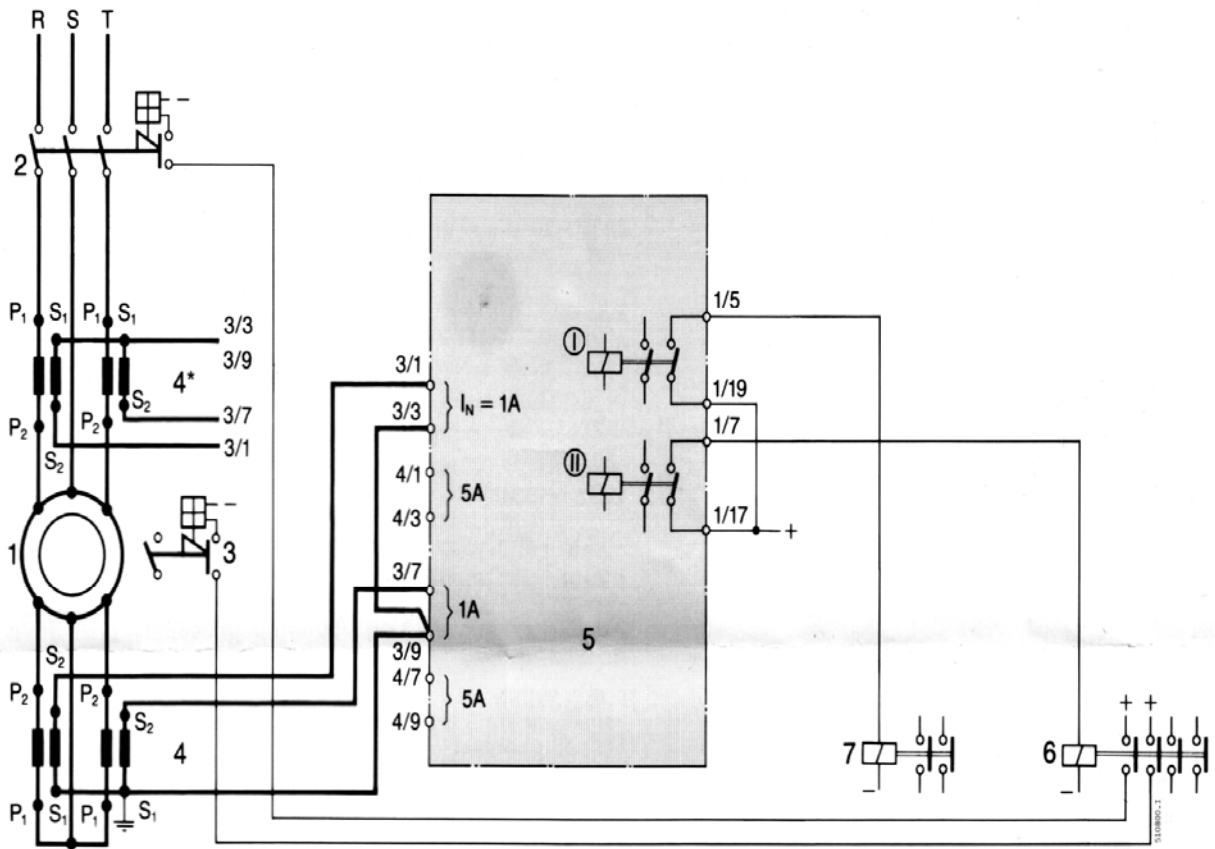 R S T
2
P₁ S₁ P₁ S₁
3/3
3/9
4*
S₂
3/7
P₂ P₂
3/1
S₂
1
3
S₂
P₂ P₂
S₂
4
P₁ S₁ P₁ S₁
3/1
3/3
I_N = 1A
4/1
5A
4/3
3/7
1A
3/9
4/7
5A
4/9
5
I
II
1/5
1/19
1/7
1/17
+
7
−
6
−
+ +
510800.1